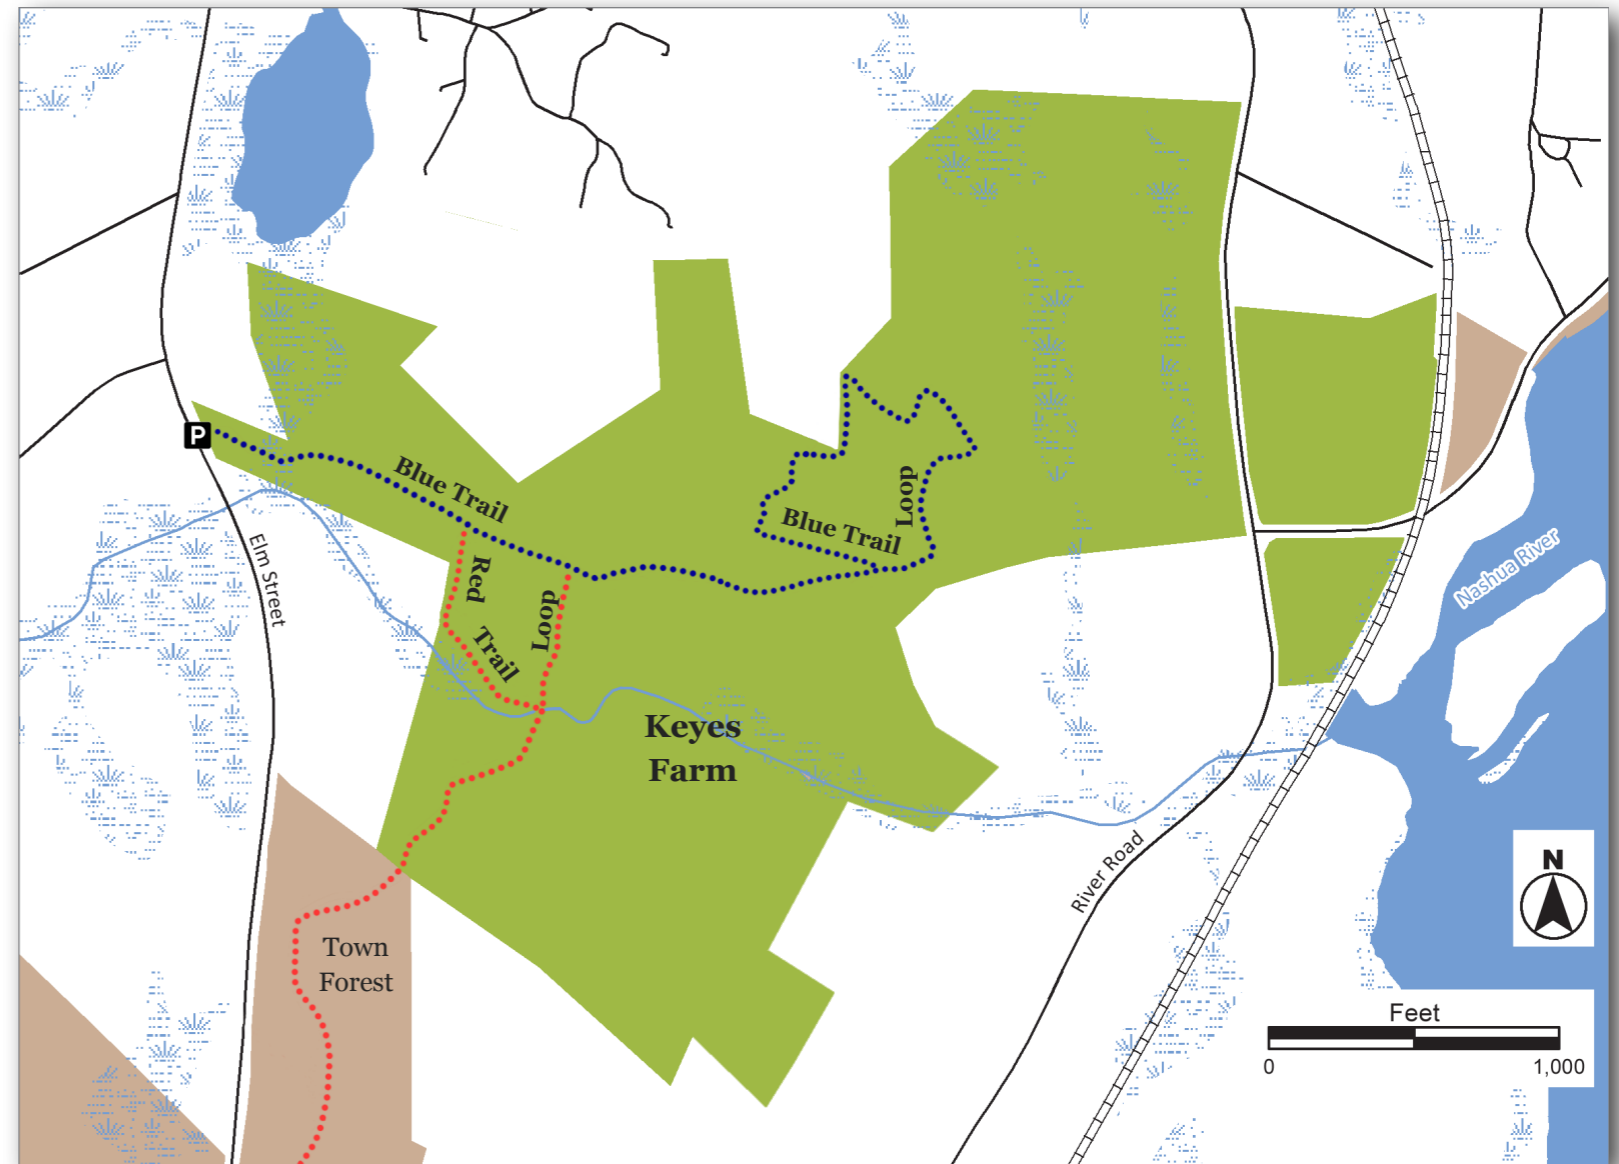 P
Blue Trail
Loop
Blue Trail
Elm Street
Red
Trail
Loop
Nashua River
Keyes
Farm
River Road
N
Town
Forest
Feet
0 1,000